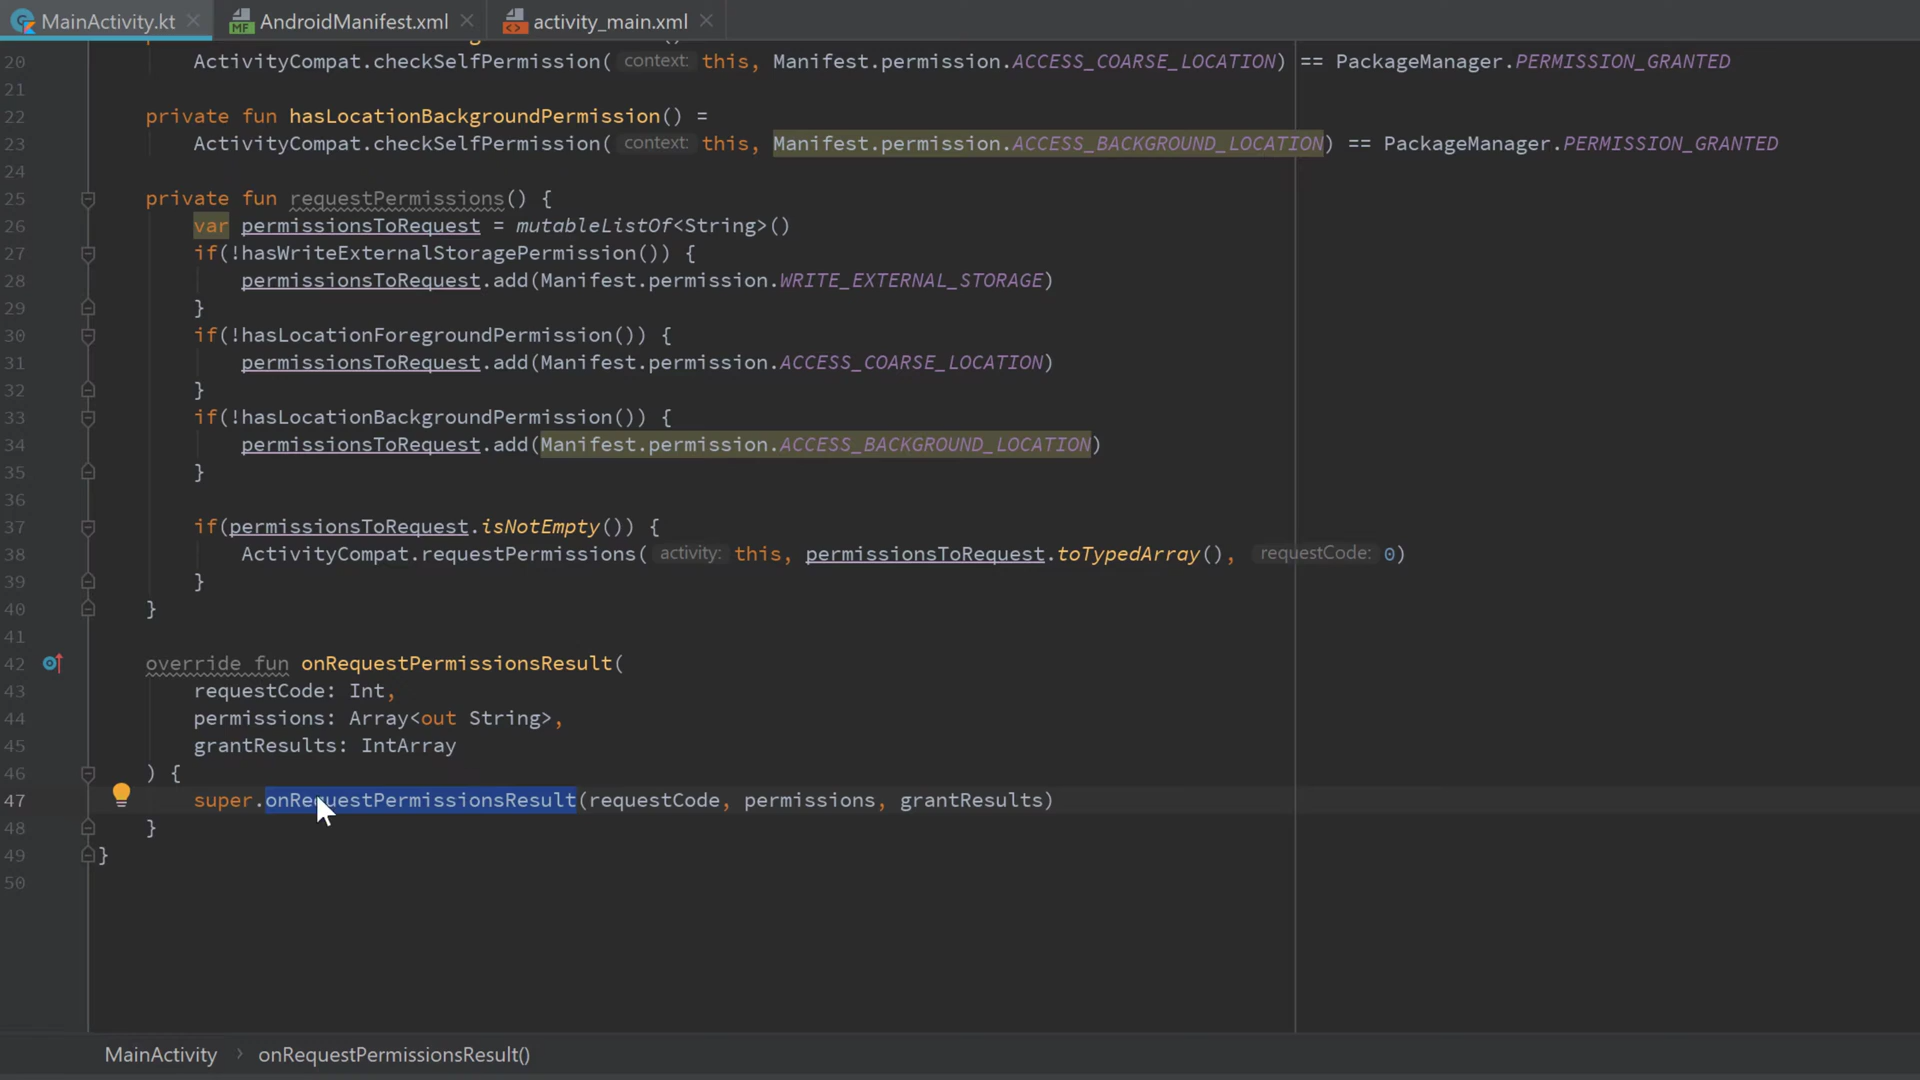 MainActivity.kt AndroidManifest.xml activity_main.xml
20 ActivityCompat.checkSelfPermission( context: this, Manifest.permission.ACCESS_COARSE_LOCATION) == PackageManager.PERMISSION_GRANTED
21
22 private fun hasLocationBackgroundPermission() =
23 ActivityCompat.checkSelfPermission( context: this, Manifest.permission.ACCESS_BACKGROUND_LOCATION) == PackageManager.PERMISSION_GRANTED
24
25 private fun requestPermissions() {
26 var permissionsToRequest = mutableListOf<String>()
27 if(!hasWriteExternalStoragePermission()) {
28 permissionsToRequest.add(Manifest.permission.WRITE_EXTERNAL_STORAGE)
29 }
30 if(!hasLocationForegroundPermission()) {
31 permissionsToRequest.add(Manifest.permission.ACCESS_COARSE_LOCATION)
32 }
33 if(!hasLocationBackgroundPermission()) {
34 permissionsToRequest.add(Manifest.permission.ACCESS_BACKGROUND_LOCATION)
35 }
36
37 if(permissionsToRequest.isNotEmpty()) {
38 ActivityCompat.requestPermissions( activity: this, permissionsToRequest.toTypedArray(), requestCode: 0)
39 }
40 }
41
42 override fun onRequestPermissionsResult(
43 requestCode: Int,
44 permissions: Array<out String>,
45 grantResults: IntArray
46 ) {
47 super.onRequestPermissionsResult(requestCode, permissions, grantResults)
48 }
49 }
50
MainActivity › onRequestPermissionsResult()